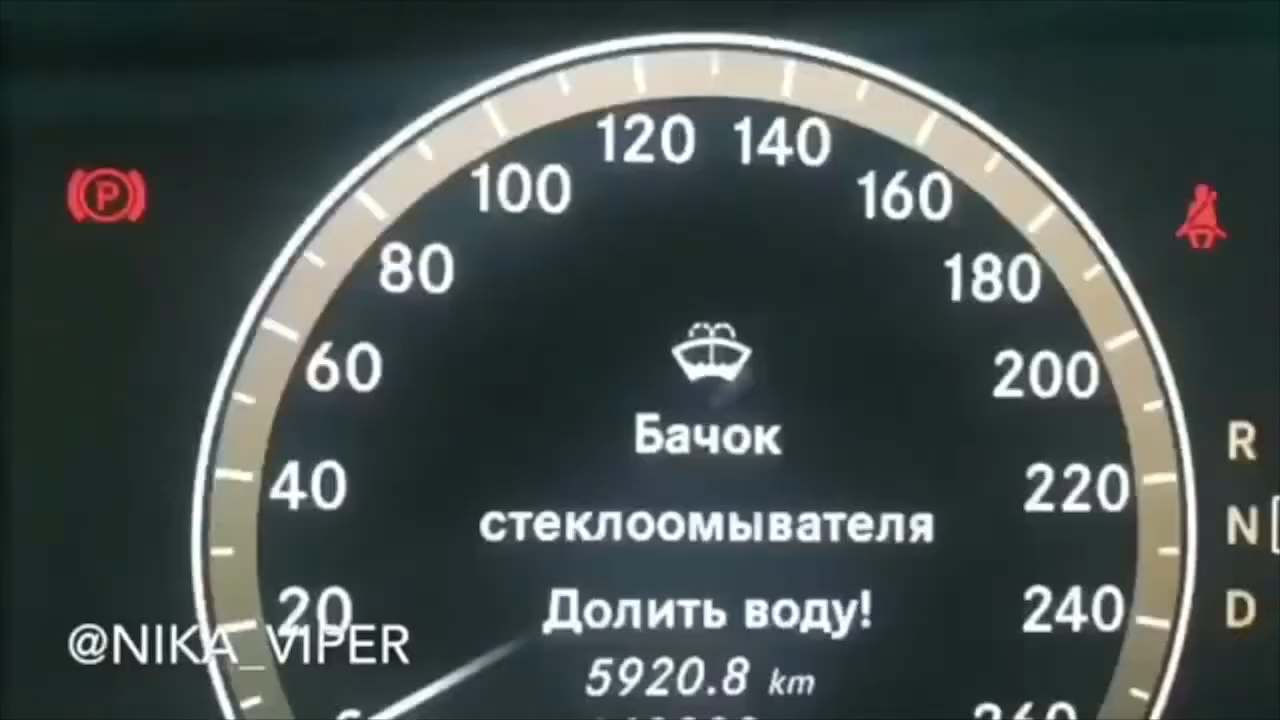 120 140
100 160
80 180
60 200
Бачок
R
40 220
стеклоомывателя
N
20 240
Долить воду!
D
@NIKA_VIPER
5920.8 km
260